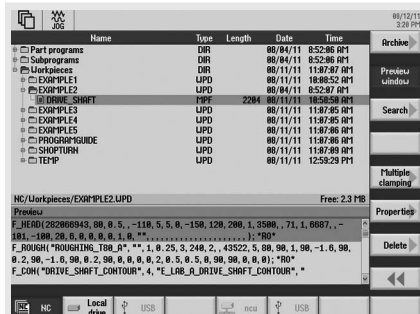 08/12/11
3:20 PM
JOG
Name Type Length Date Time
Part programs DIR 08/04/11 8:52:06 AM
Subprograms DIR 08/04/11 8:52:06 AM
Workpieces WPD 08/11/11 11:07:07 AM
EXAMPLE1 WPD 08/11/11 10:08:52 AM
EXAMPLE2 WPD 08/11/11 8:52:07 AM
DRIVE_SHAFT MPF 2204 08/11/11 10:58:58 AM
EXAMPLE3 WPD 08/11/11 11:07:05 AM
EXAMPLE4 WPD 08/11/11 11:07:05 AM
EXAMPLE5 WPD 08/11/11 11:07:06 AM
PROGRAMGUIDE WPD 08/11/11 11:07:06 AM
SHOPTURN WPD 08/11/11 11:07:09 AM
TEMP WPD 08/11/11 12:59:29 PM
NC/Workpieces/EXAMPLE2.WPD Free: 2.3 MB
Preview
F_HEAD(282066943,80,0.5,,-110,5,5,0,-150,120,200,1,3500,,71,1,6687,,-
101,-100,20,6,0,0,0,0,1,0,"",,,,,,,,,,,,,,,,,,,,,,); *RO*
F_ROUGH("ROUGHING_T80_A","",1,0.25,3,240,2,,43522,5,80,90,1,90,-1.6,90,
0.2,90,-1.6,90,0.2,90,0,0,0,0,2,0.5,0.5,0,90,90,0,0,0); *RO*
F_CON("DRIVE_SHAFT_CONTOUR",4,"E_LAB_A_DRIVE_SHAFT_CONTOUR","
Archive
Preview
window
Search
Multiple
clamping
Properties
Delete
NC
NC
Local
drive
USB
ncu
USB